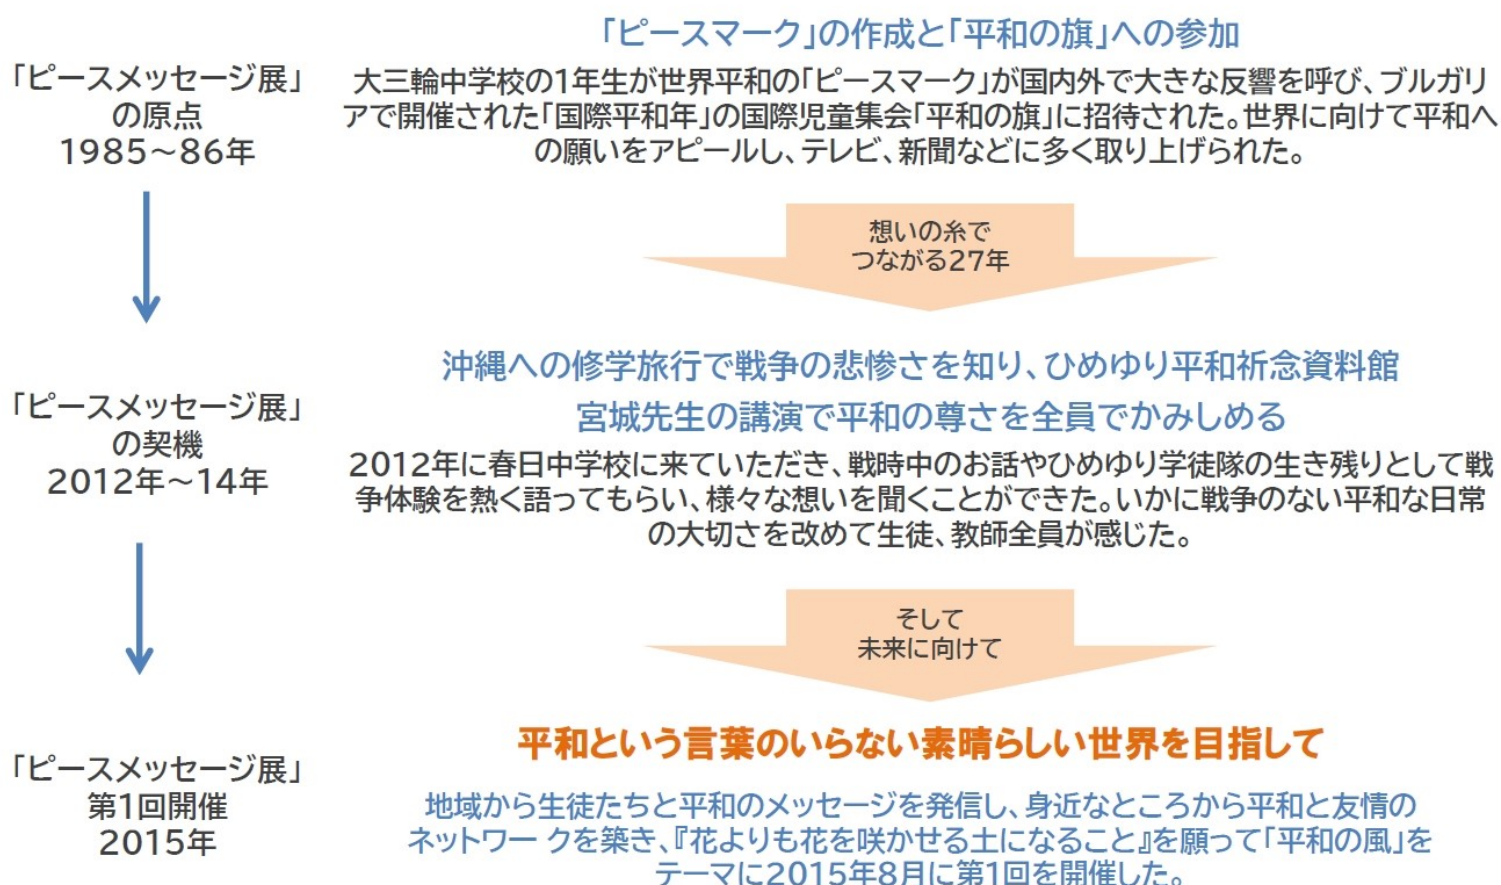 「ピースメッセージ展」
の原点
1985～86年
「ピースマーク」の作成と「平和の旗」への参加
大三輪中学校の1年生が世界平和の「ピースマーク」が国内外で大きな反響を呼び、ブルガリ
アで開催された「国際平和年」の国際児童集会「平和の旗」に招待された。世界に向けて平和へ
の願いをアピールし、テレビ、新聞などに多く取り上げられた。
想いの糸で
つながる27年
「ピースメッセージ展」
の契機
2012年～14年
沖縄への修学旅行で戦争の悲惨さを知り、ひめゆり平和祈念資料館
宮城先生の講演で平和の尊さを全員でかみしめる
2012年に春日中学校に来ていただき、戦時中のお話やひめゆり学徒隊の生き残りとして戦
争体験を熱く語ってもらい、様々な想いを聞くことができた。いかに戦争のない平和な日常
の大切さを改めて生徒、教師全員が感じた。
そして
未来に向けて
「ピースメッセージ展」
第1回開催
2015年
平和という言葉のいらない素晴らしい世界を目指して
地域から生徒たちと平和のメッセージを発信し、身近なところから平和と友情の
ネットワー クを築き、『花よりも花を咲かせる土になること』を願って「平和の風」を
テーマに2015年8月に第1回を開催した。